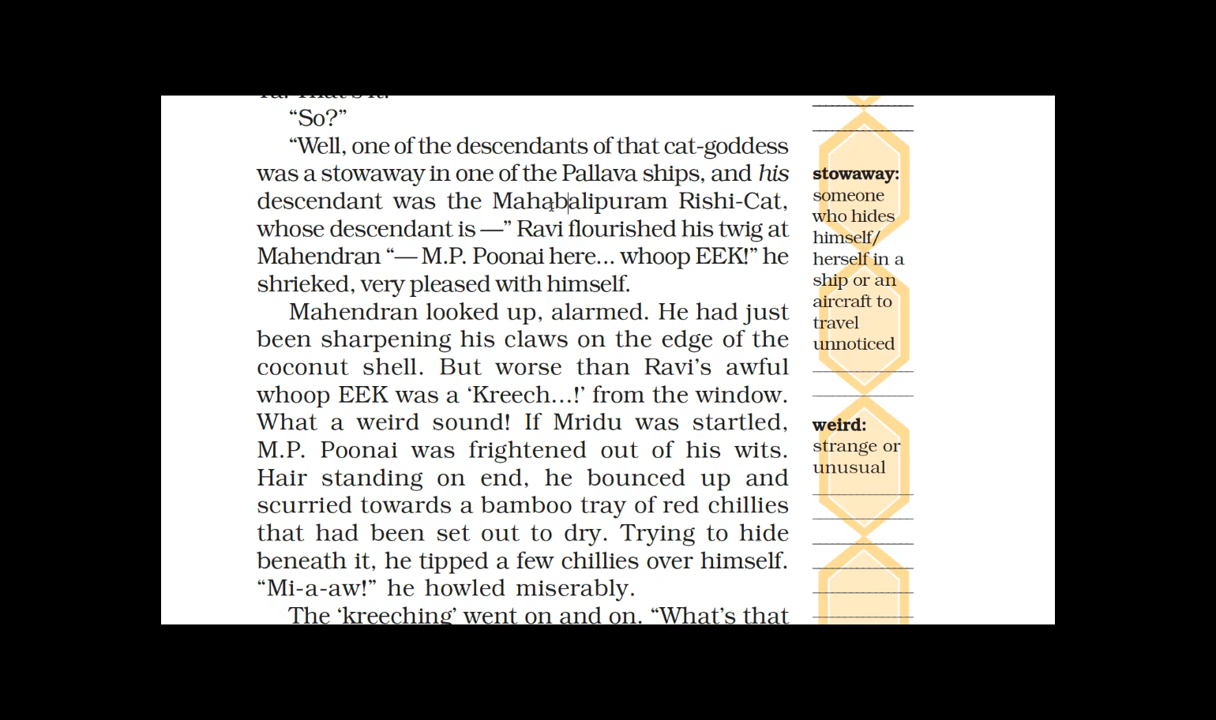 “So?”
“Well, one of the descendants of that cat-goddess
was a stowaway in one of the Pallava ships, and his
descendant was the Mahabalipuram Rishi-Cat,
whose descendant is —” Ravi flourished his twig at
Mahendran “— M.P. Poonai here... whoop EEK!” he
shrieked, very pleased with himself.
Mahendran looked up, alarmed. He had just
been sharpening his claws on the edge of the
coconut shell. But worse than Ravi’s awful
whoop EEK was a ‘Kreech...!’ from the window.
What a weird sound! If Mridu was startled,
M.P. Poonai was frightened out of his wits.
Hair standing on end, he bounced up and
scurried towards a bamboo tray of red chillies
that had been set out to dry. Trying to hide
beneath it, he tipped a few chillies over himself.
“Mi-a-aw!” he howled miserably.
The ‘kreeching’ went on and on. “What’s that
stowaway:
someone
who hides
himself/
herself in a
ship or an
aircraft to
travel
unnoticed
weird:
strange or
unusual